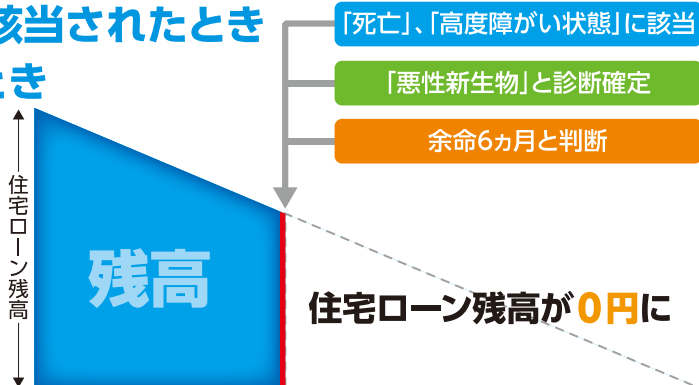 該当されたとき
とき
「死亡」、「高度障がい状態」に該当
「悪性新生物」と診断確定
余命6ヵ月と判断
住宅ローン残高
残高
住宅ローン残高が0円に